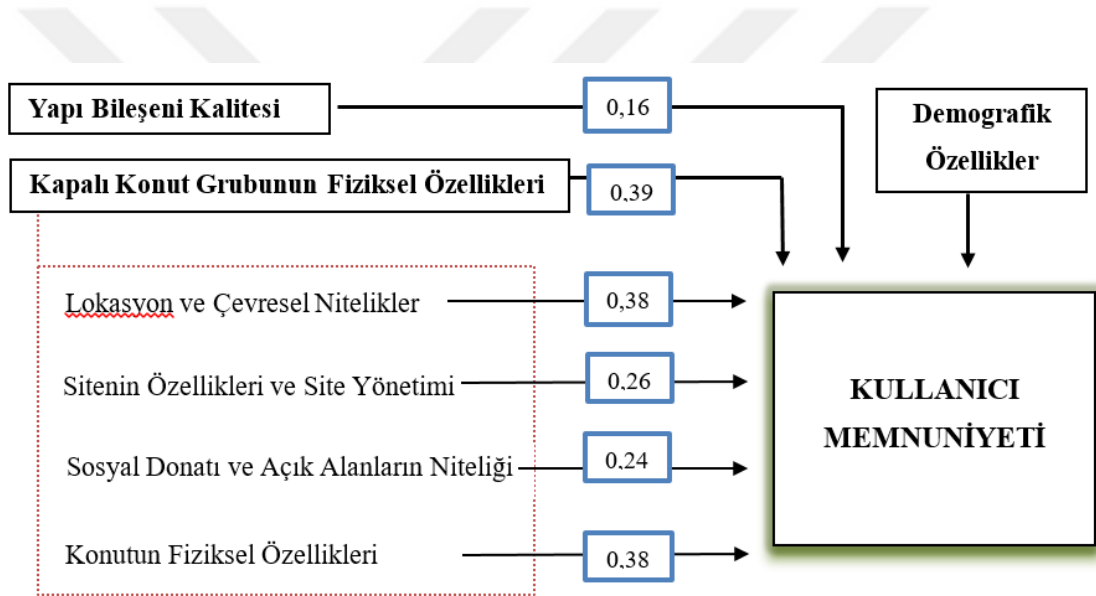 Yapı Bileşeni Kalitesi
0,16
Demografik
Özellikler
Kapalı Konut Grubunun Fiziksel Özellikleri
0,39
Lokasyon ve Çevresel Nitelikler
0,38
Sitenin Özellikleri ve Site Yönetimi
0,26
Sosyal Donatı ve Açık Alanların Niteliği
0,24
Konutun Fiziksel Özellikleri
0,38
KULLANICI
MEMNUNİYETİ